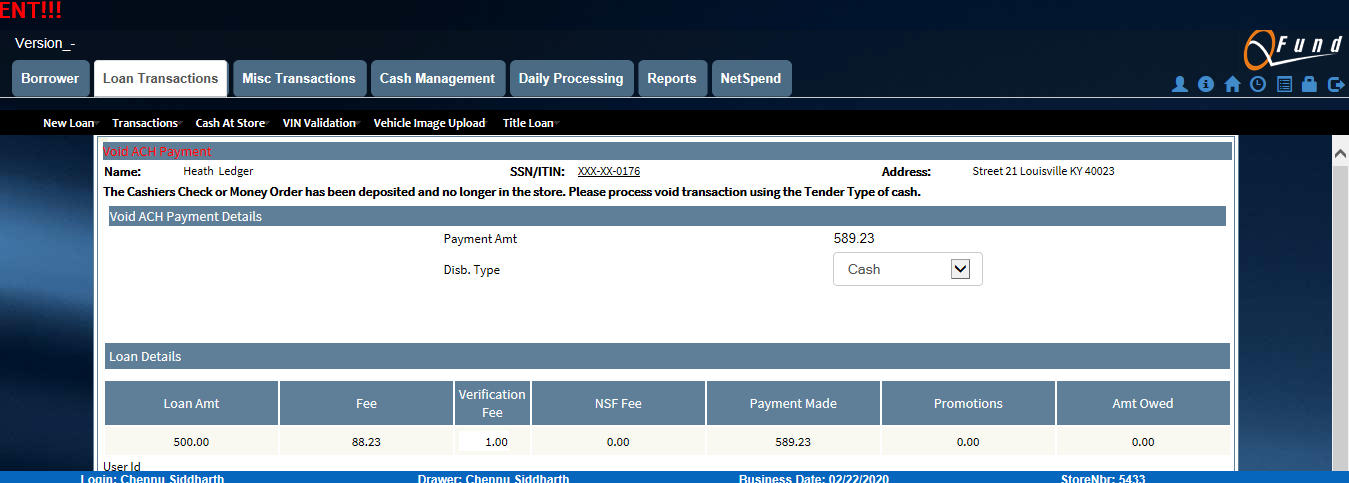 ENT!!!
Version_-
QFund
Borrower Loan Transactions Misc Transactions Cash Management Daily Processing Reports NetSpend
New Loan Transactions Cash At Store VIN Validation Vehicle Image Upload Title Loan
Void ACH Payment
Name: Heath Ledger SSN/ITIN: XXX-XX-0176 Address: Street 21 Louisville KY 40023
The Cashiers Check or Money Order has been deposited and no longer in the store. Please process void transaction using the Tender Type of cash.
Void ACH Payment Details
Payment Amt 589.23
Disb. Type Cash
Loan Details
Loan Amt Fee Verification Fee NSF Fee Payment Made Promotions Amt Owed
500.00 88.23 1.00 0.00 589.23 0.00 0.00
User Id
Login: Chennu Siddharth Drawer: Chennu Siddharth Business Date: 02/22/2020 StoreNbr: 5433